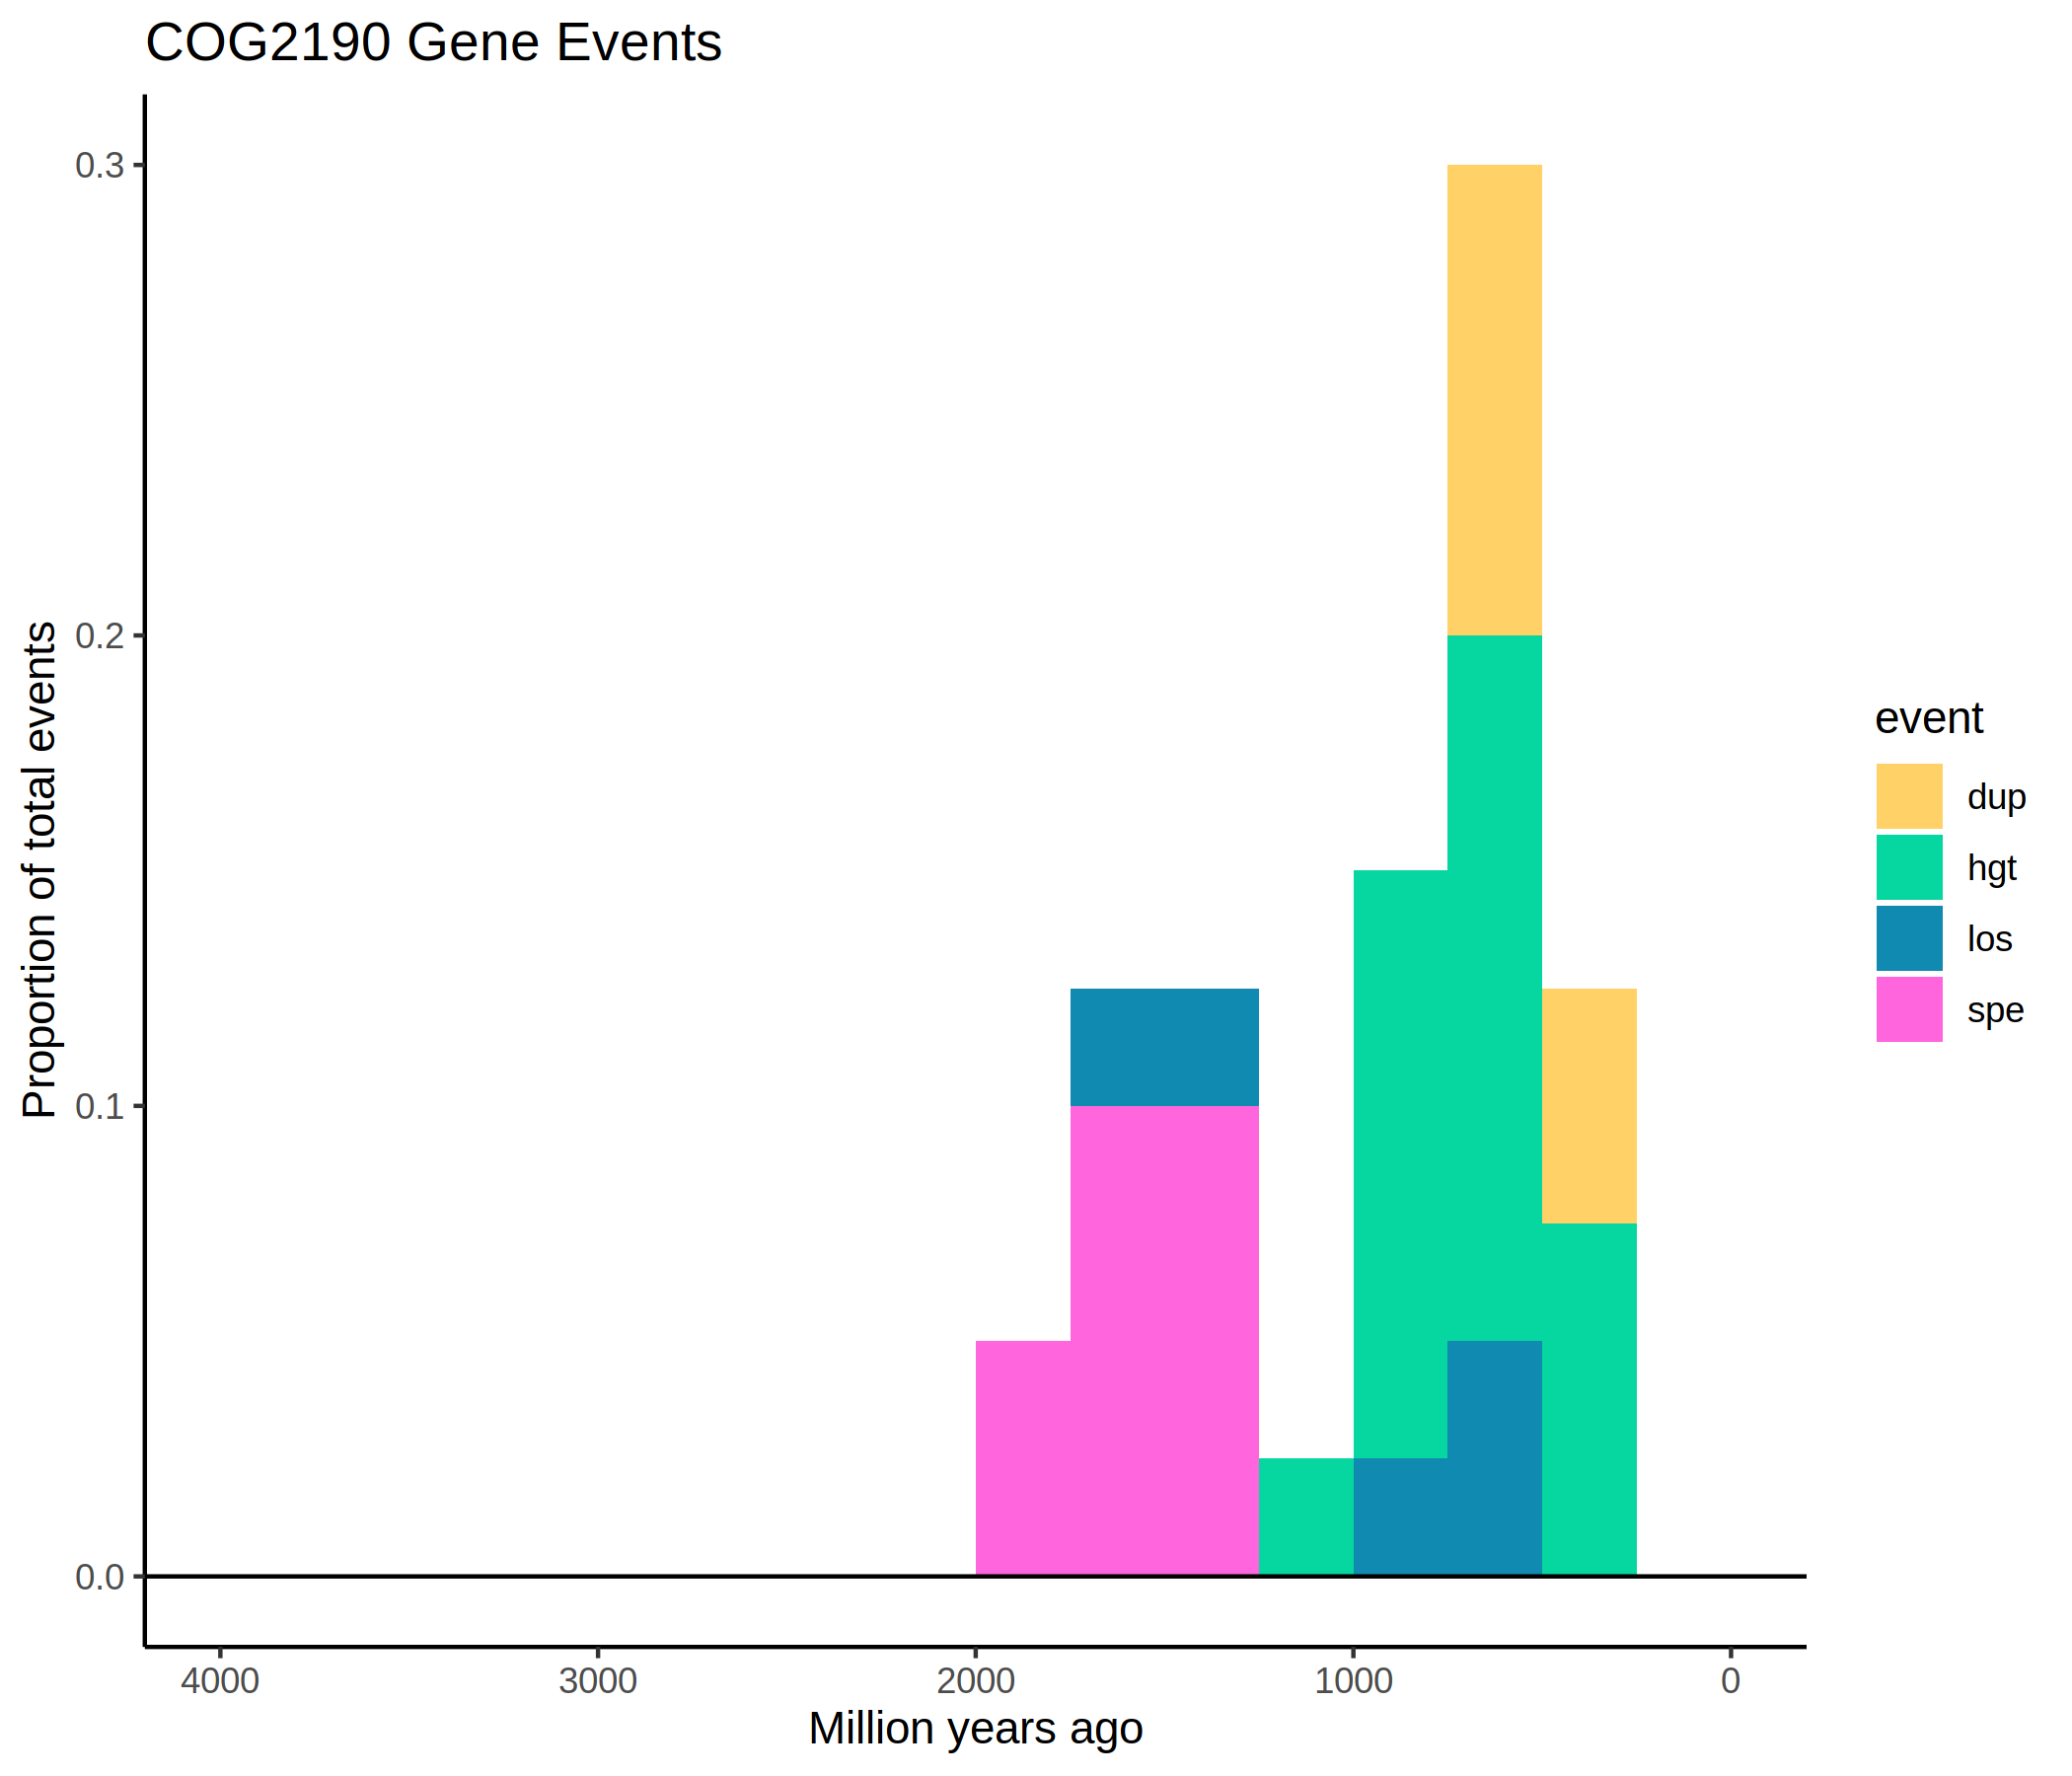 COG2190 Gene Events
Proportion of total events
0.3
0.2
0.1
0.0
4000 3000 2000 1000 0
Million years ago
event
dup
hgt
los
spe